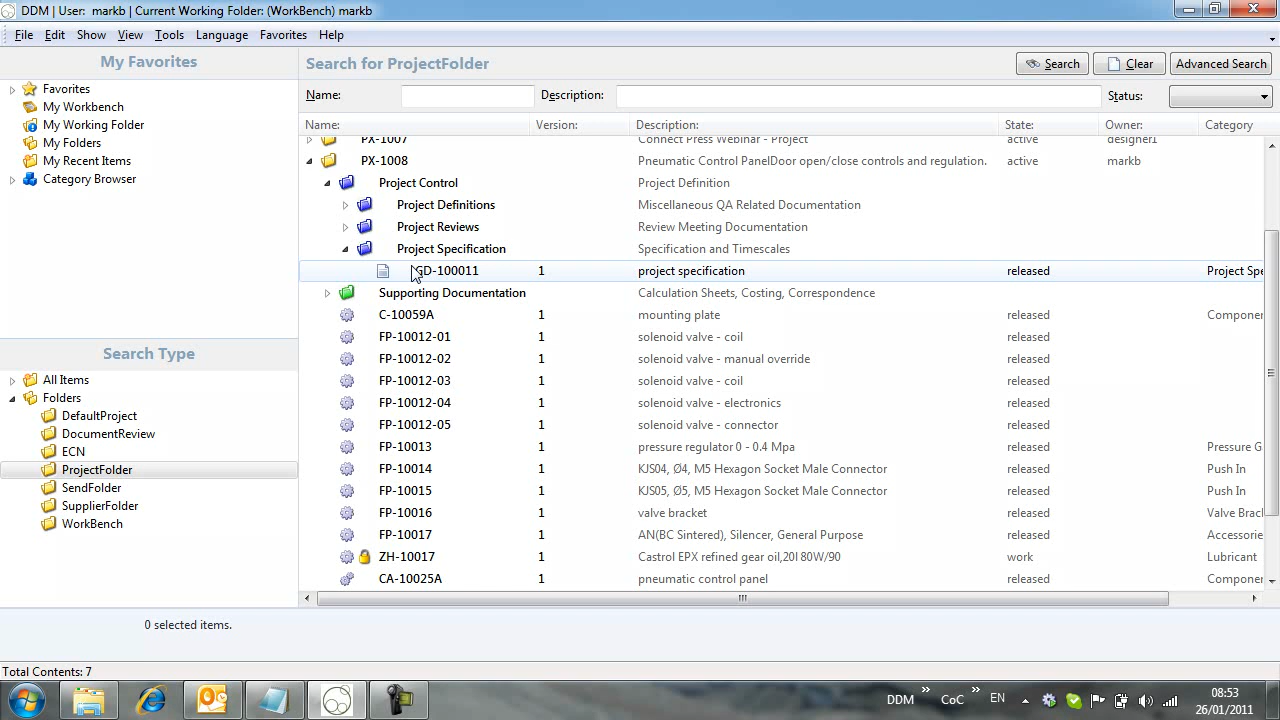 DDM | User: markb | Current Working Folder: (WorkBench) markb
File Edit Show View Tools Language Favorites Help
My Favorites
Favorites
My Workbench
My Working Folder
My Folders
My Recent Items
Category Browser
Search Type
All Items
Folders
DefaultProject
DocumentReview
ECN
ProjectFolder
SendFolder
SupplierFolder
WorkBench
Search for ProjectFolder Search Clear Advanced Search
Name: Description: Status:
Name: Version: Description: State: Owner: Category
PX-1007 Connect Press Webinar - Project active designer1
PX-1008 Pneumatic Control PanelDoor open/close controls and regulation. active markb
Project Control Project Definition
Project Definitions Miscellaneous QA Related Documentation
Project Reviews Review Meeting Documentation
Project Specification Specification and Timescales
D-100011 1 project specification released Project Spe
Supporting Documentation Calculation Sheets, Costing, Correspondence
C-10059A 1 mounting plate released Componen
FP-10012-01 1 solenoid valve - coil released
FP-10012-02 1 solenoid valve - manual override released
FP-10012-03 1 solenoid valve - coil released
FP-10012-04 1 solenoid valve - electronics released
FP-10012-05 1 solenoid valve - connector released
FP-10013 1 pressure regulator 0 - 0.4 Mpa released Pressure G
FP-10014 1 KJS04, Ø4, M5 Hexagon Socket Male Connector released Push In
FP-10015 1 KJS05, Ø5, M5 Hexagon Socket Male Connector released Push In
FP-10016 1 valve bracket released Valve Brac
FP-10017 1 AN(BC Sintered), Silencer, General Purpose released Accessorie
ZH-10017 1 Castrol EPX refined gear oil,20l 80W/90 work Lubricant
CA-10025A 1 pneumatic control panel released Componen
0 selected items.
Total Contents: 7
DDM » CoC » EN 08:53
26/01/2011